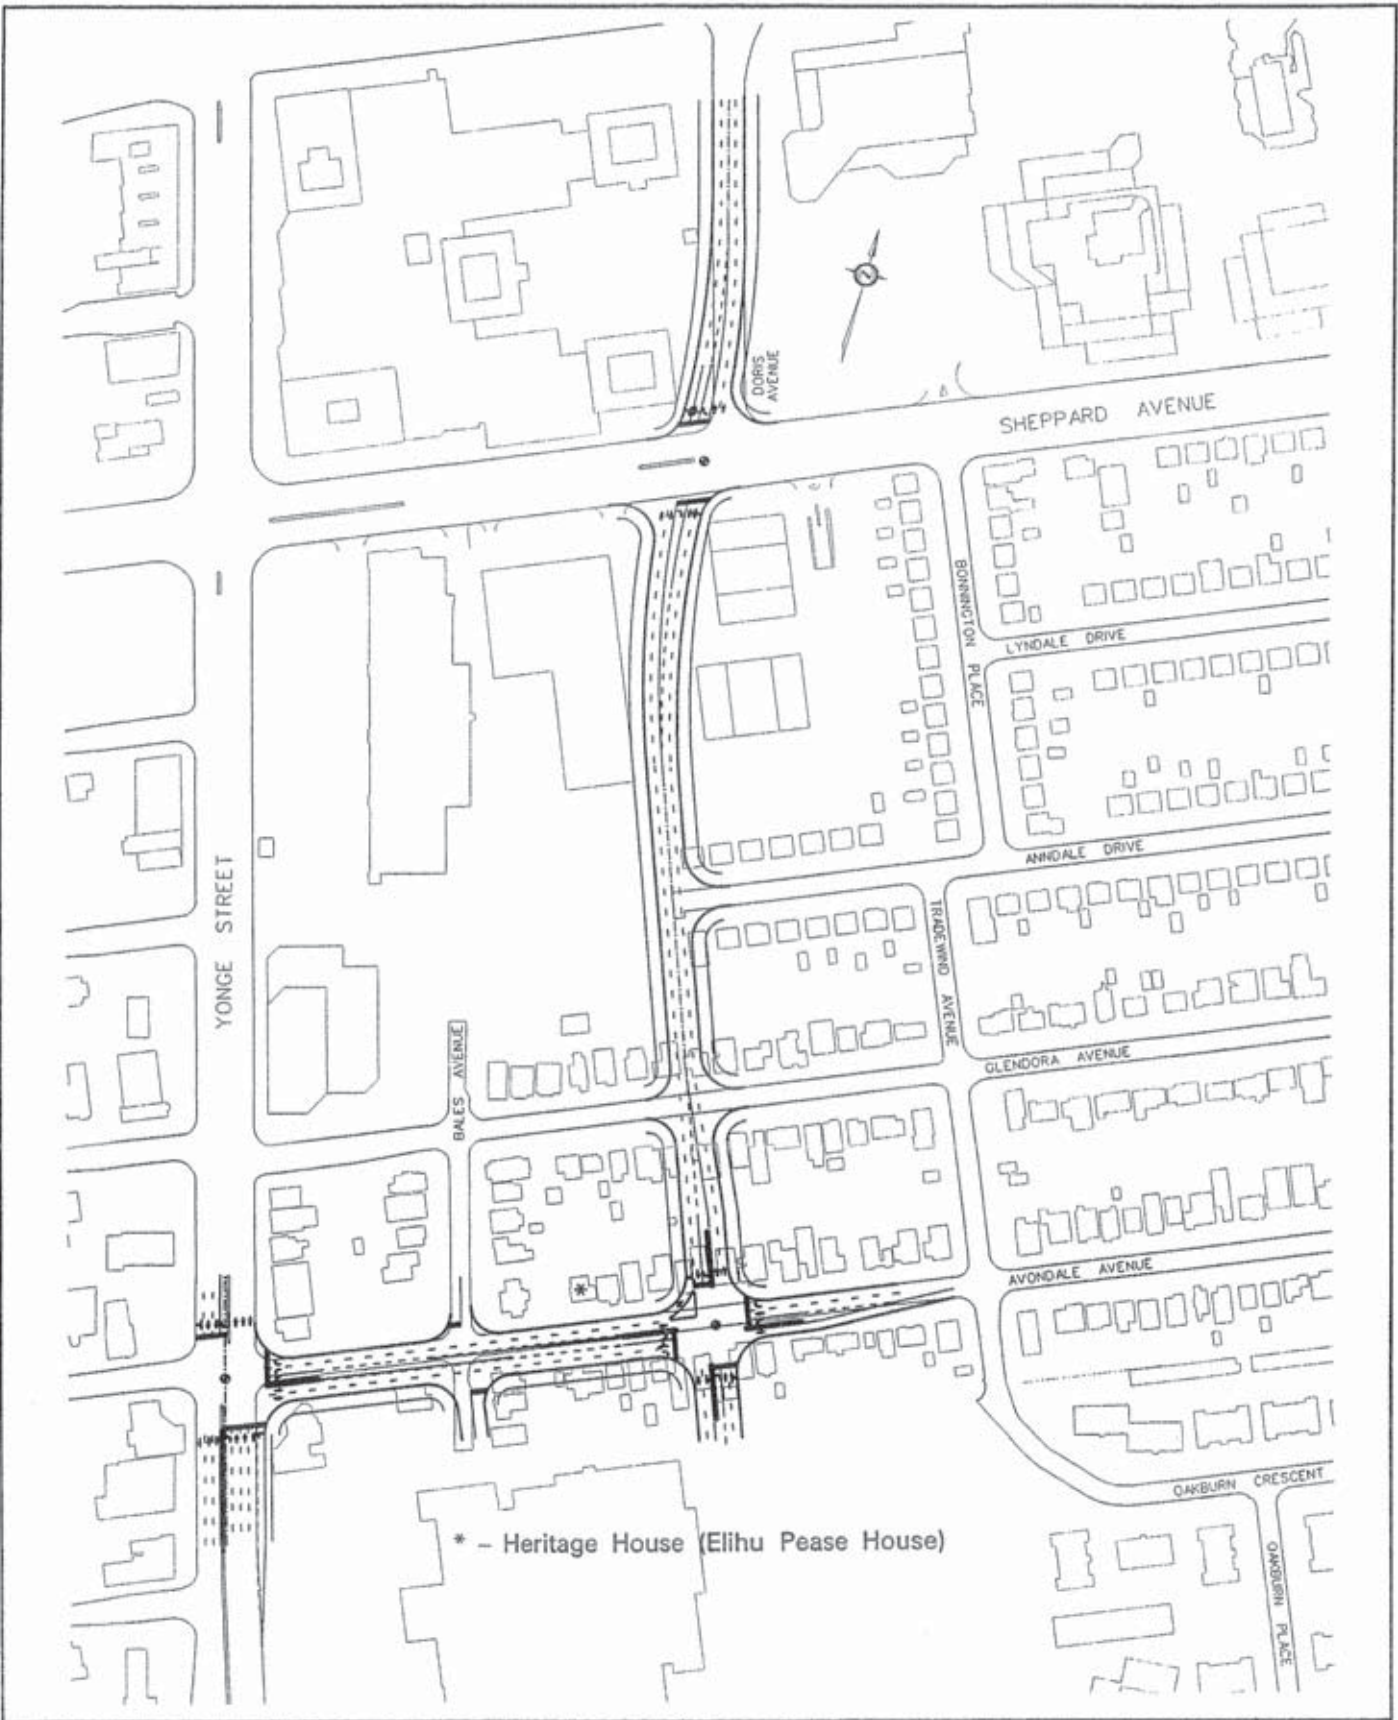 DORIS
AVENUE
SHEPPARD AVENUE
BONNINGTON PLACE
LYNDALE DRIVE
ANNDALE DRIVE
YONGE STREET
TRADEWIND AVENUE
BALES AVENUE
GLENDORA AVENUE
AVONDALE AVENUE
OAKBURN CRESCENT
* - Heritage House (Elihu Pease House)
OAKBURN PLACE
*